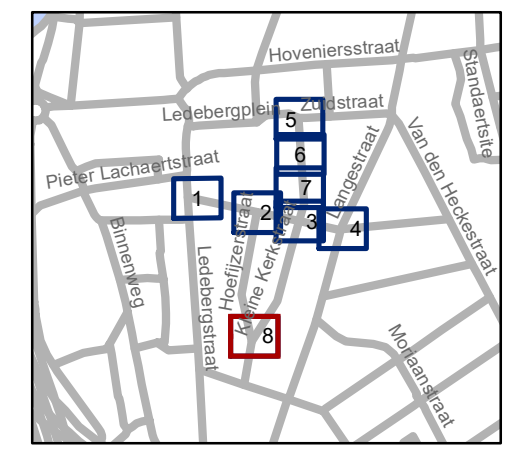 Hoveniersstraat
Standaertsite
Ledebergplein
Zuidstraat
5
6
Pieter Lachaertstraat
Van den Heckestraat
Langestraat
7
1
2
3
4
Binnenweg
Ledebergstraat
Hoefijzerstraat
Kleine Kerkstraat
8
Moriaanstraat